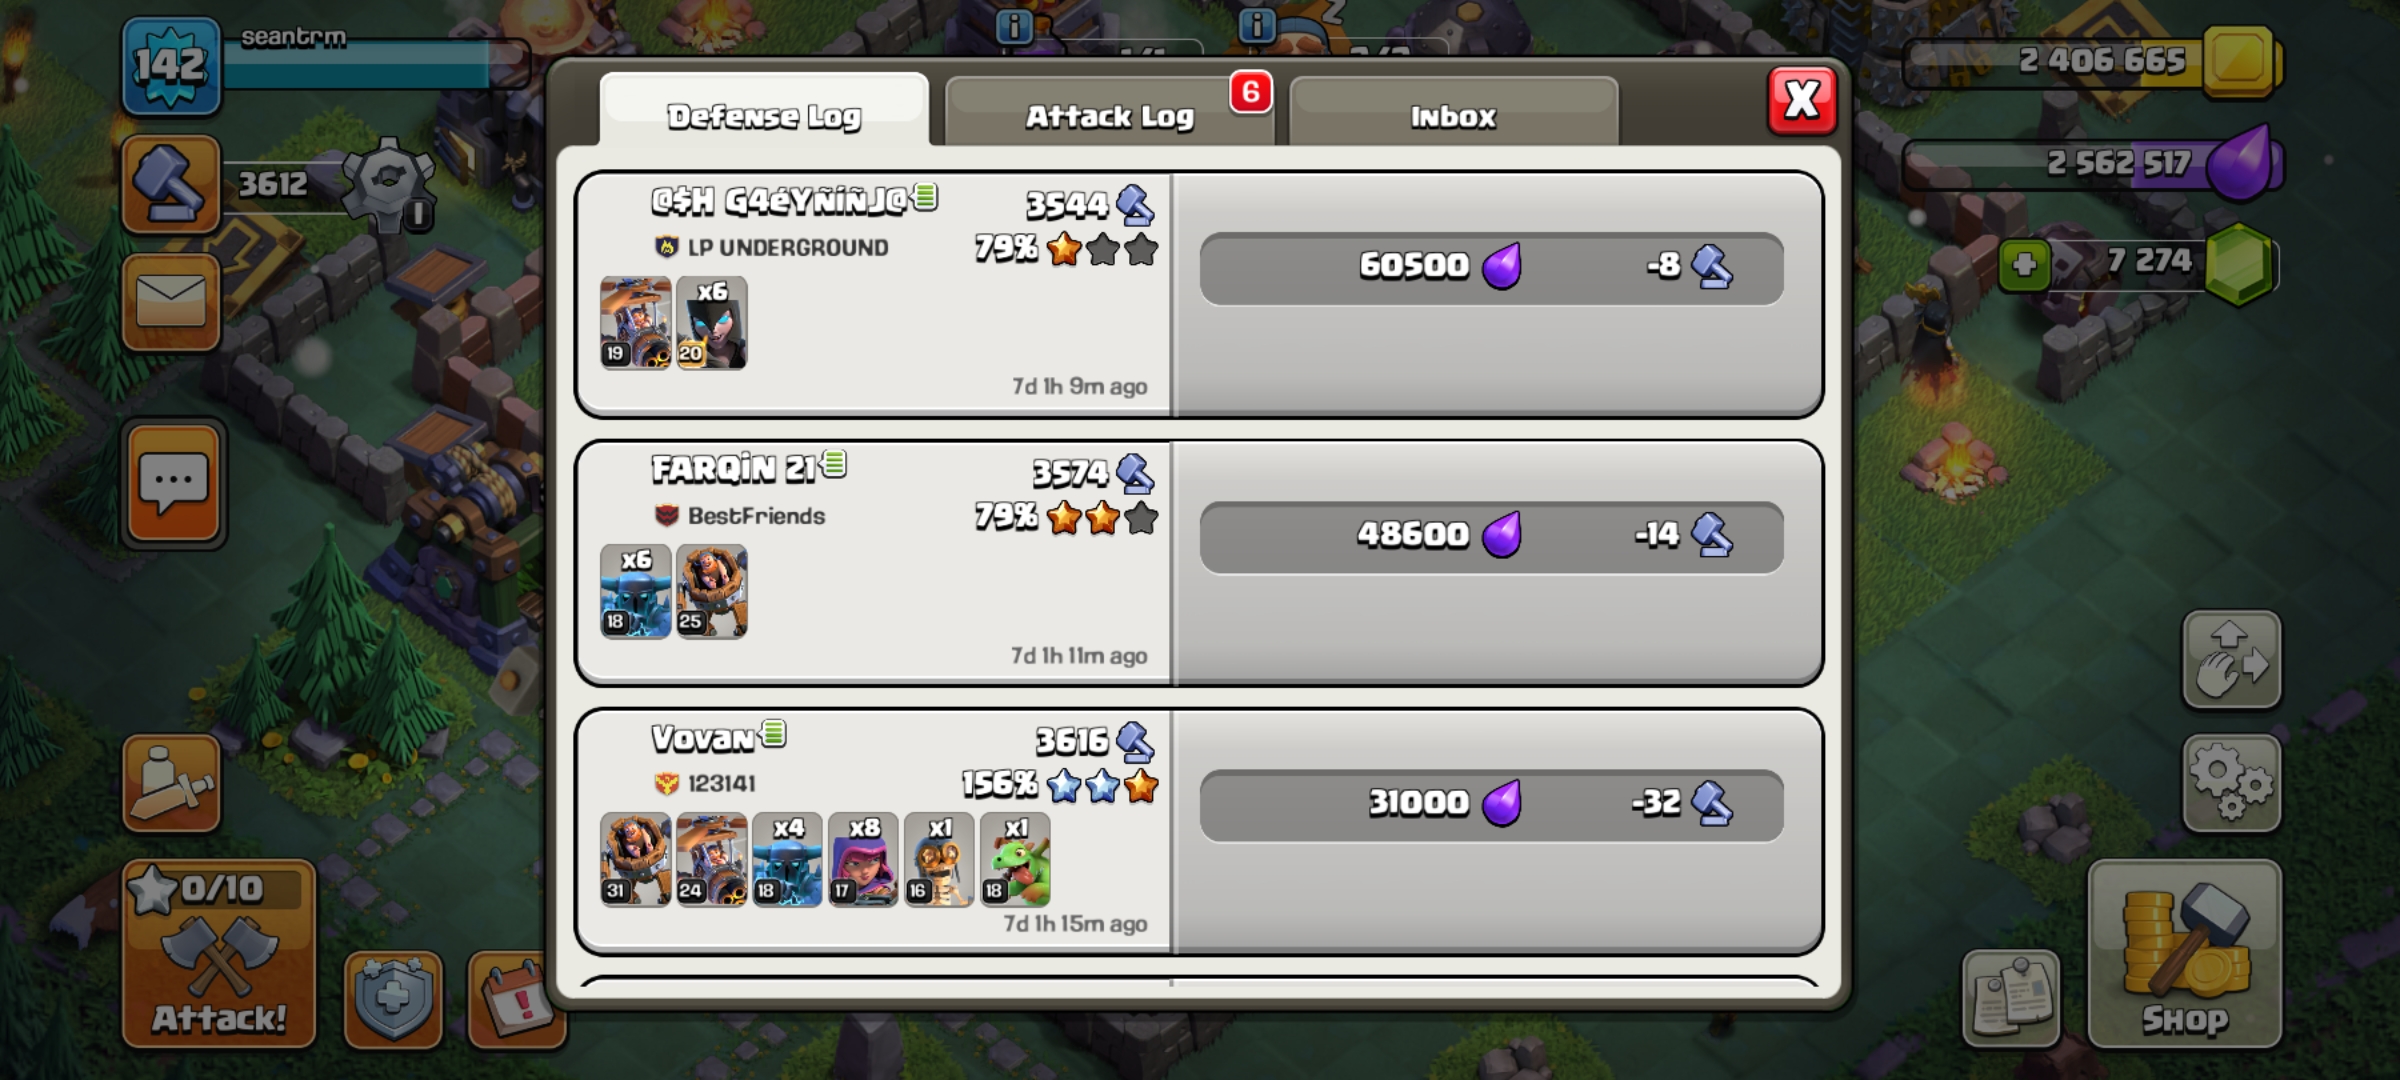 142
seantrm
3612
I
Defense Log
Attack Log
6
Inbox
X
2 406 665
2 562 517
7 274
@$H G4éYÑíÑJ@
3544
LP UNDERGROUND
79%
19
x6
20
7d 1h 9m ago
60500
-8
FARQİN 21
3574
BestFriends
79%
x6
18
25
7d 1h 11m ago
48600
-14
Vovan
3616
123141
156%
31
24
x4
18
x8
17
x1
16
x1
18
7d 1h 15m ago
31000
-32
0/10
Attack!
Shop